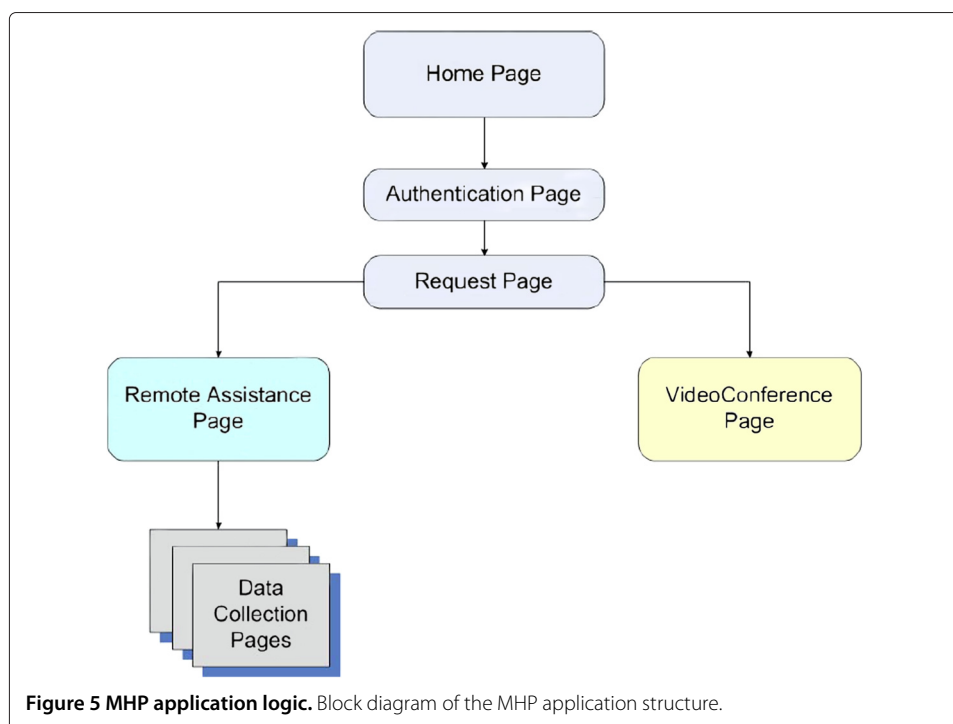 Home Page
Authentication Page
Request Page
Remote Assistance
Page
VideoConference
Page
Data
Collection
Pages
Figure 5 MHP application logic. Block diagram of the MHP application structure.